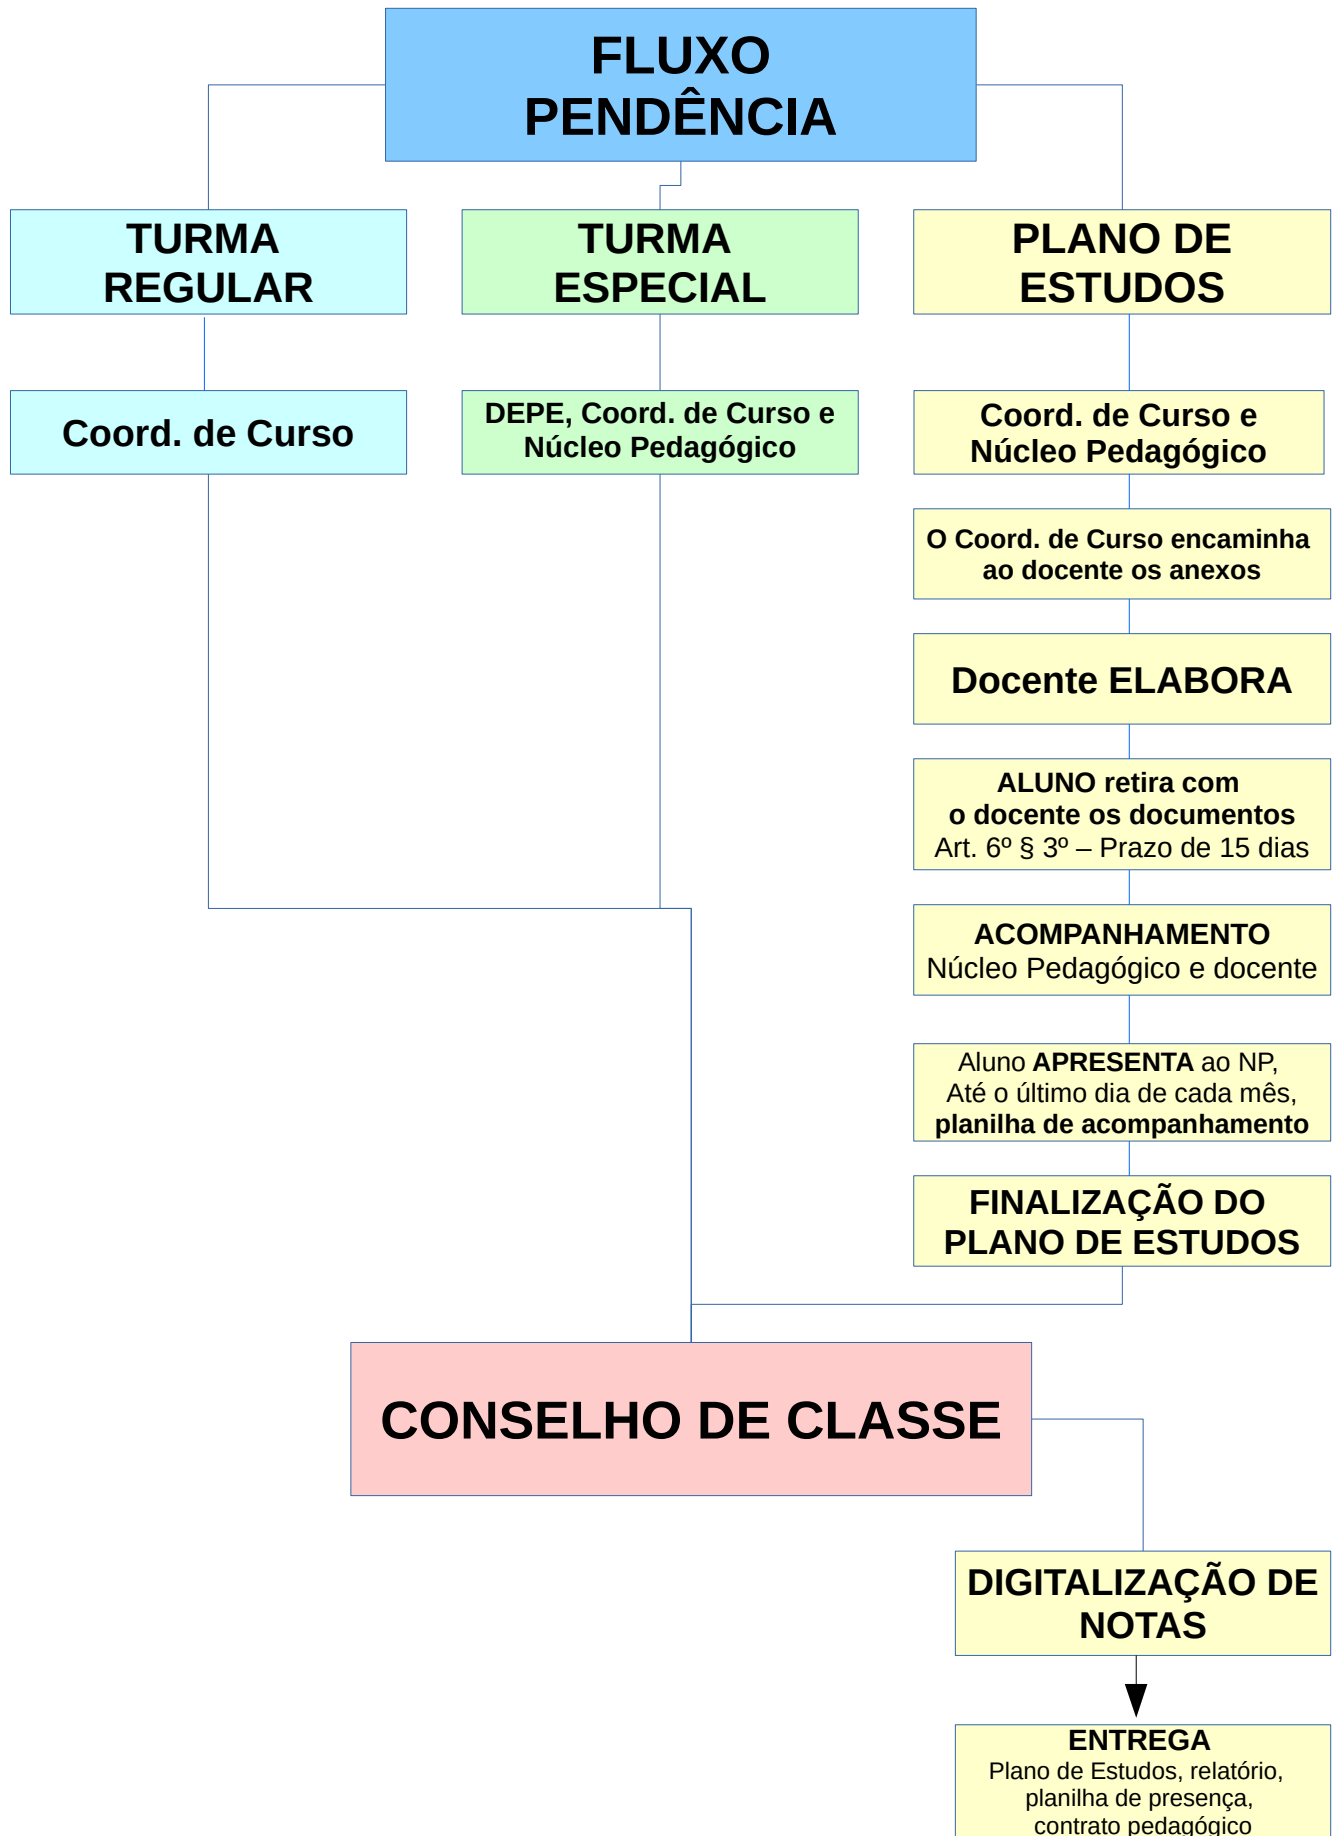 FLUXO
PENDÊNCIA
TURMA
REGULAR
TURMA
ESPECIAL
PLANO DE
ESTUDOS
Coord. de Curso
DEPE, Coord. de Curso e
Núcleo Pedagógico
Coord. de Curso e
Núcleo Pedagógico
O Coord. de Curso encaminha
ao docente os anexos
Docente ELABORA
ALUNO retira com
o docente os documentos
Art. 6º § 3º – Prazo de 15 dias
ACOMPANHAMENTO
Núcleo Pedagógico e docente
Aluno APRESENTA ao NP,
Até o último dia de cada mês,
planilha de acompanhamento
FINALIZAÇÃO DO
PLANO DE ESTUDOS
CONSELHO DE CLASSE
DIGITALIZAÇÃO DE
NOTAS
ENTREGA
Plano de Estudos, relatório,
planilha de presença,
contrato pedagógico